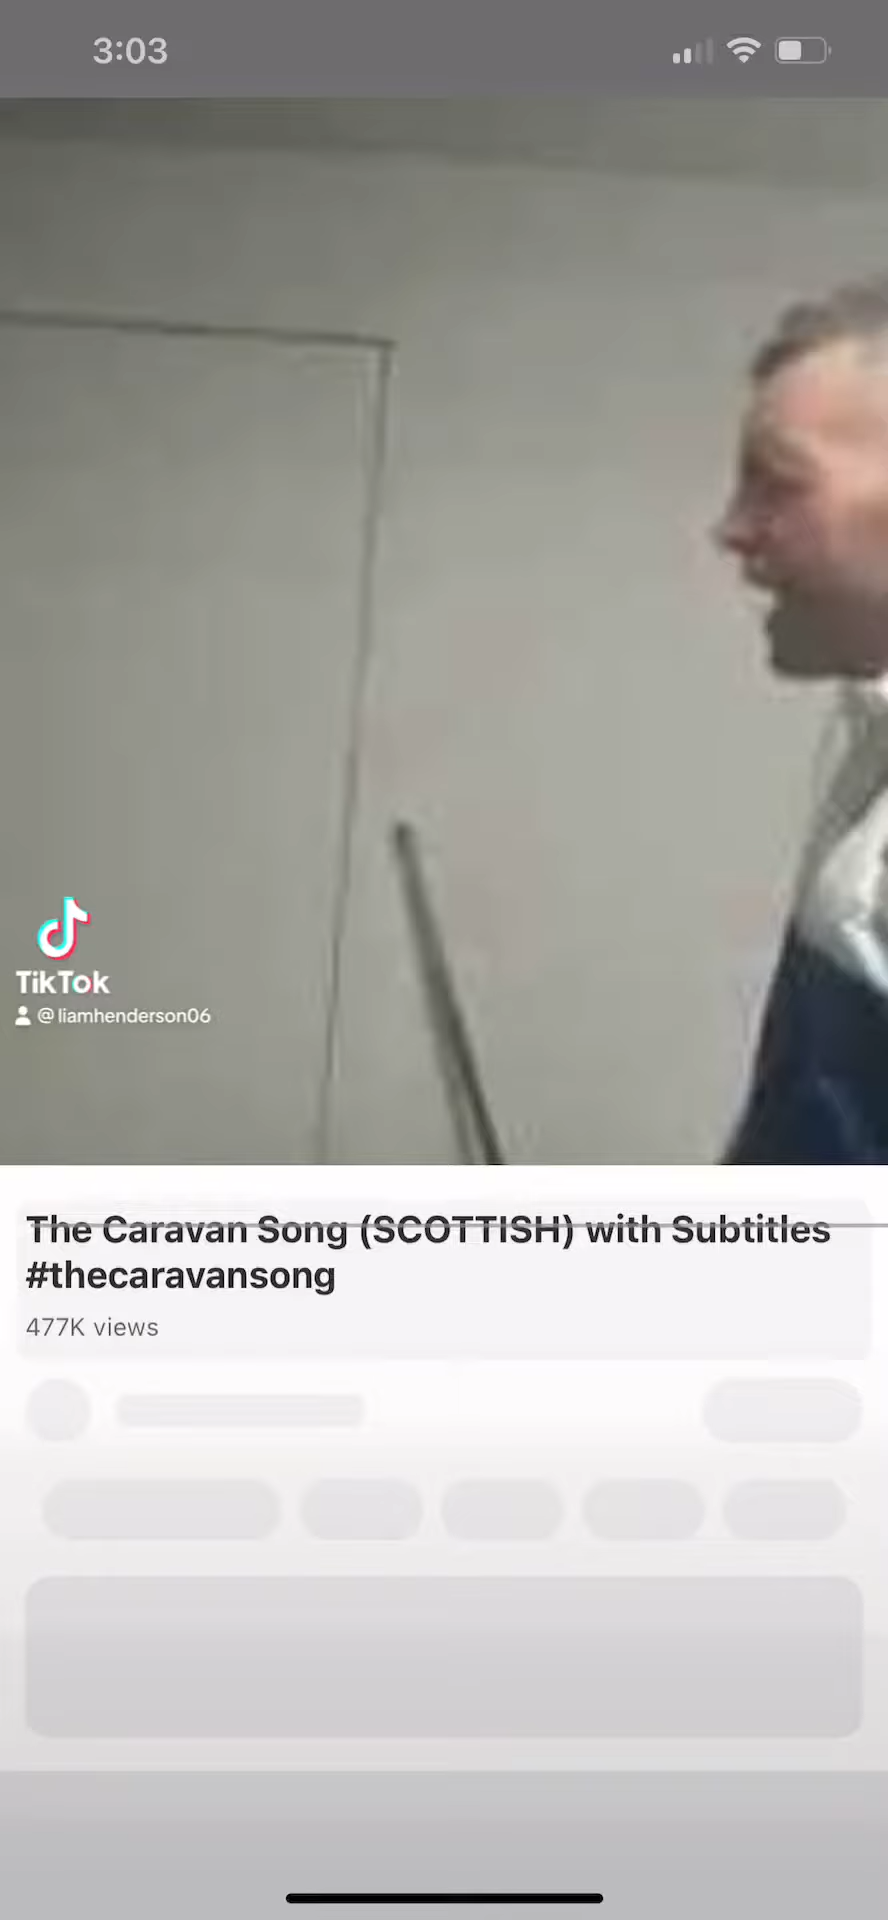 3:03
TikTok
@liamhenderson06
The Caravan Song (SCOTTISH) with Subtitles
#thecaravansong
477K views